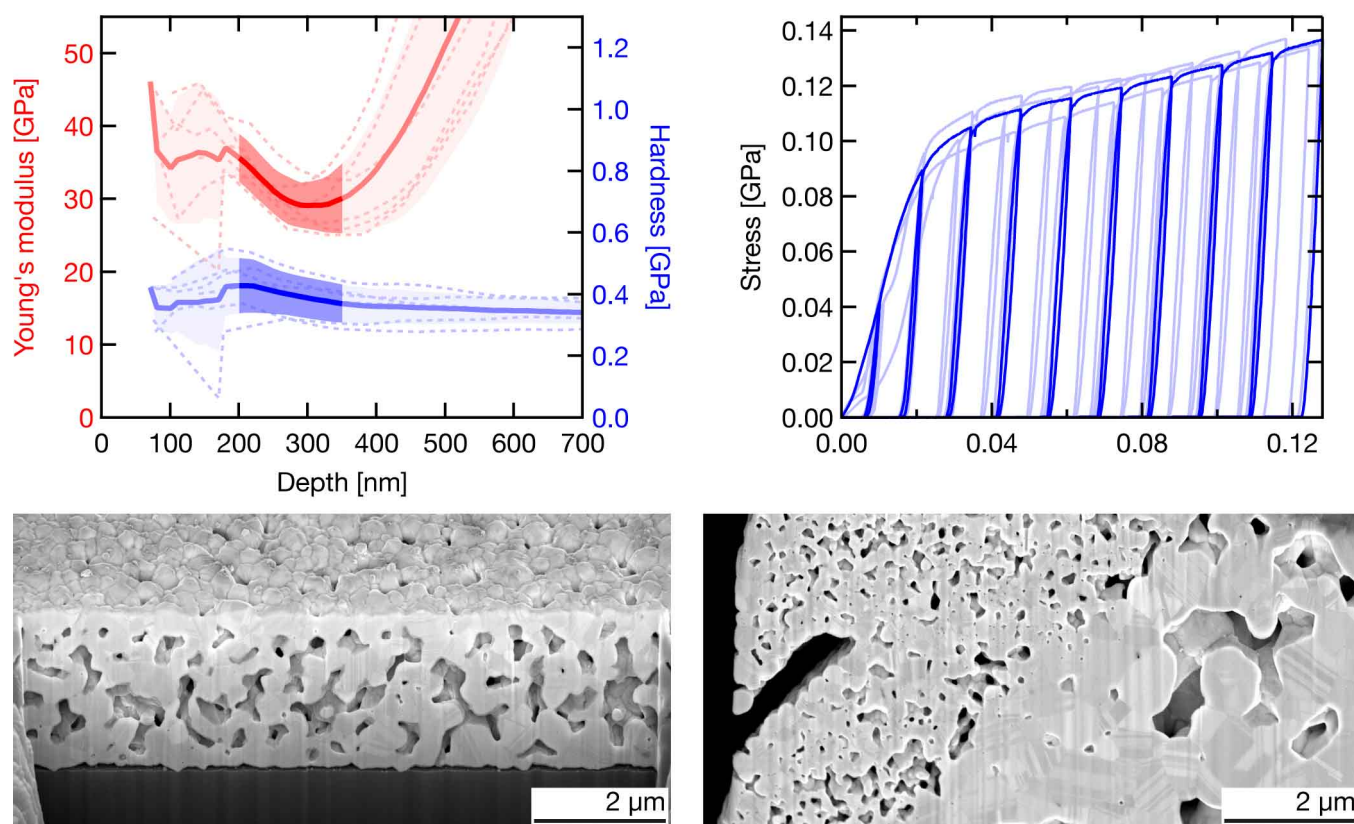 50
40
30
20
10
0
Young's modulus [GPa]
1.2
1.0
0.8
0.6
0.4
0.2
0.0
Hardness [GPa]
0 100 200 300 400 500 600 700
Depth [nm]
0.14
0.12
0.10
0.08
0.06
0.04
0.02
0.00
Stress [GPa]
0.00 0.04 0.08 0.12
2 µm
2 µm